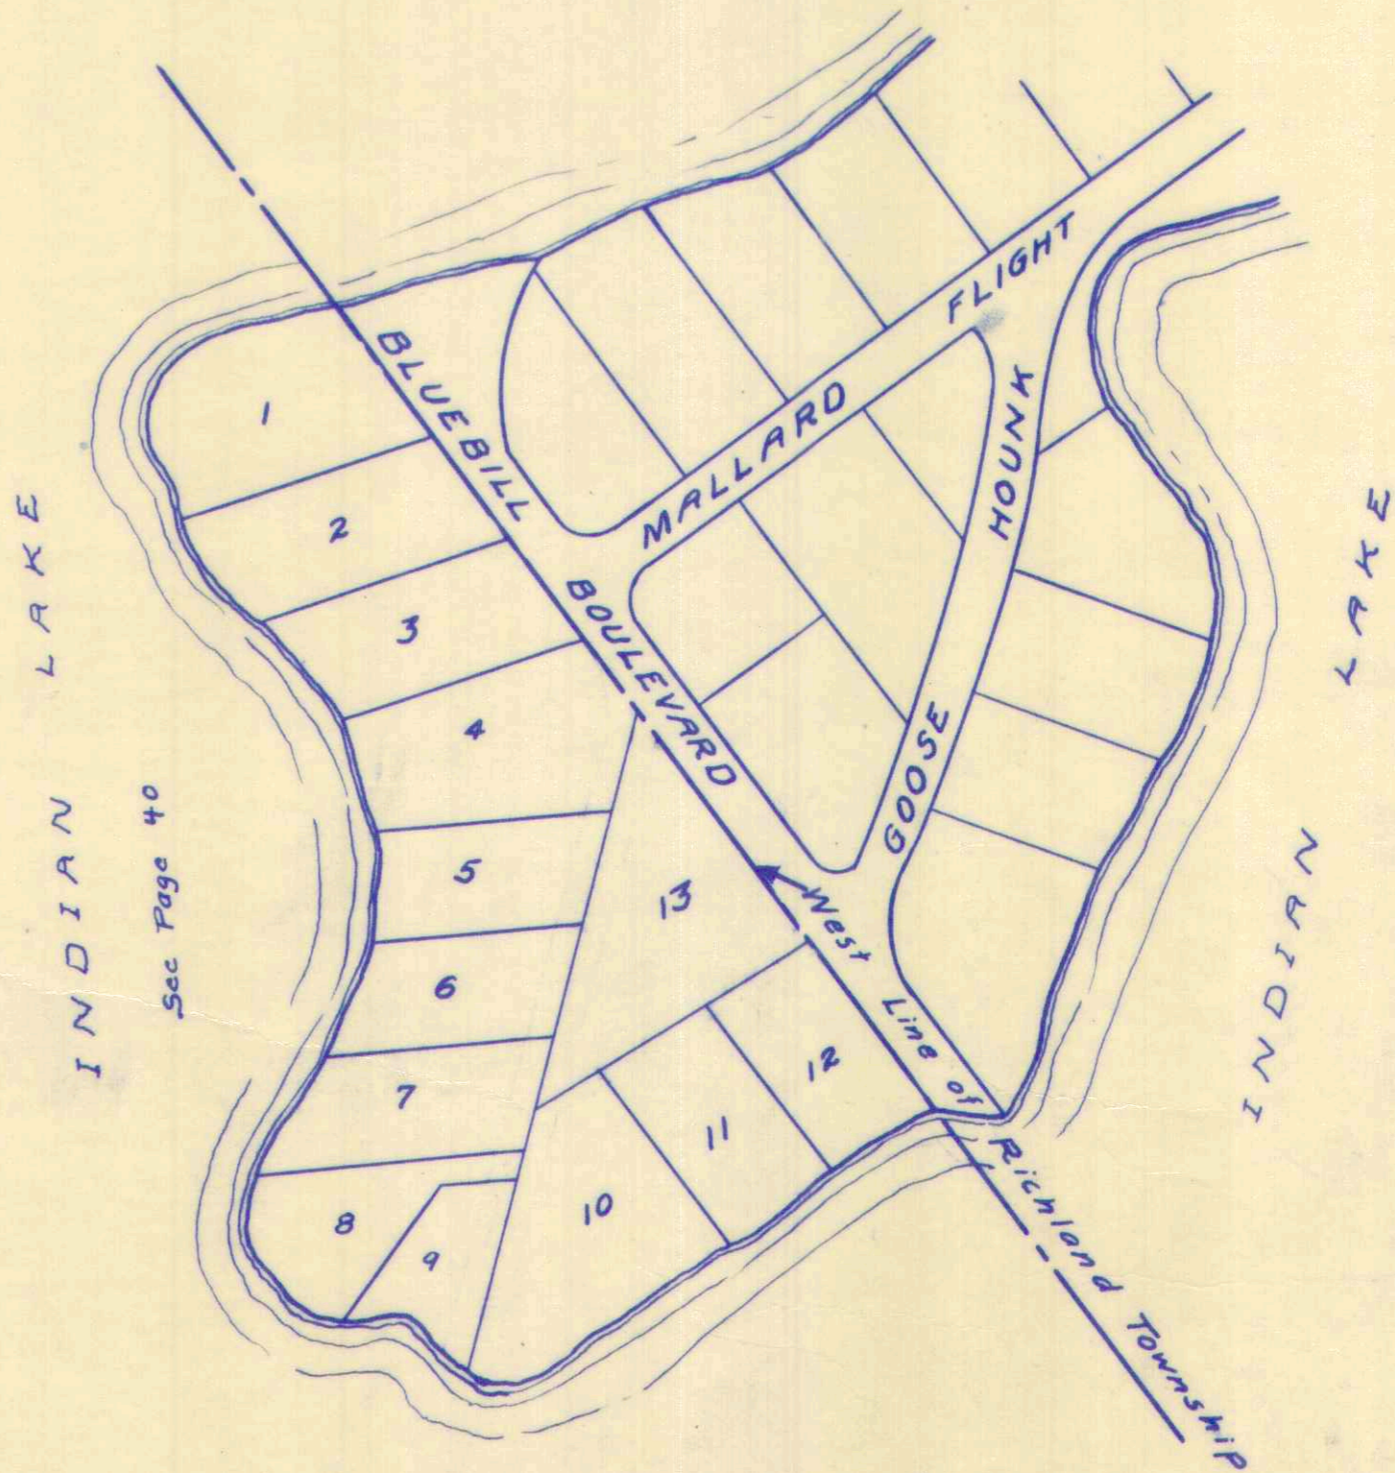 BLUEBILL BOULEVARD
MALLARD FLIGHT
GOOSE HOUNK
1
2
3
4
5
6
7
8
9
10
11
12
13
West Line of Richland Township
INDIAN LAKE
See Page 40
INDIAN LAKE